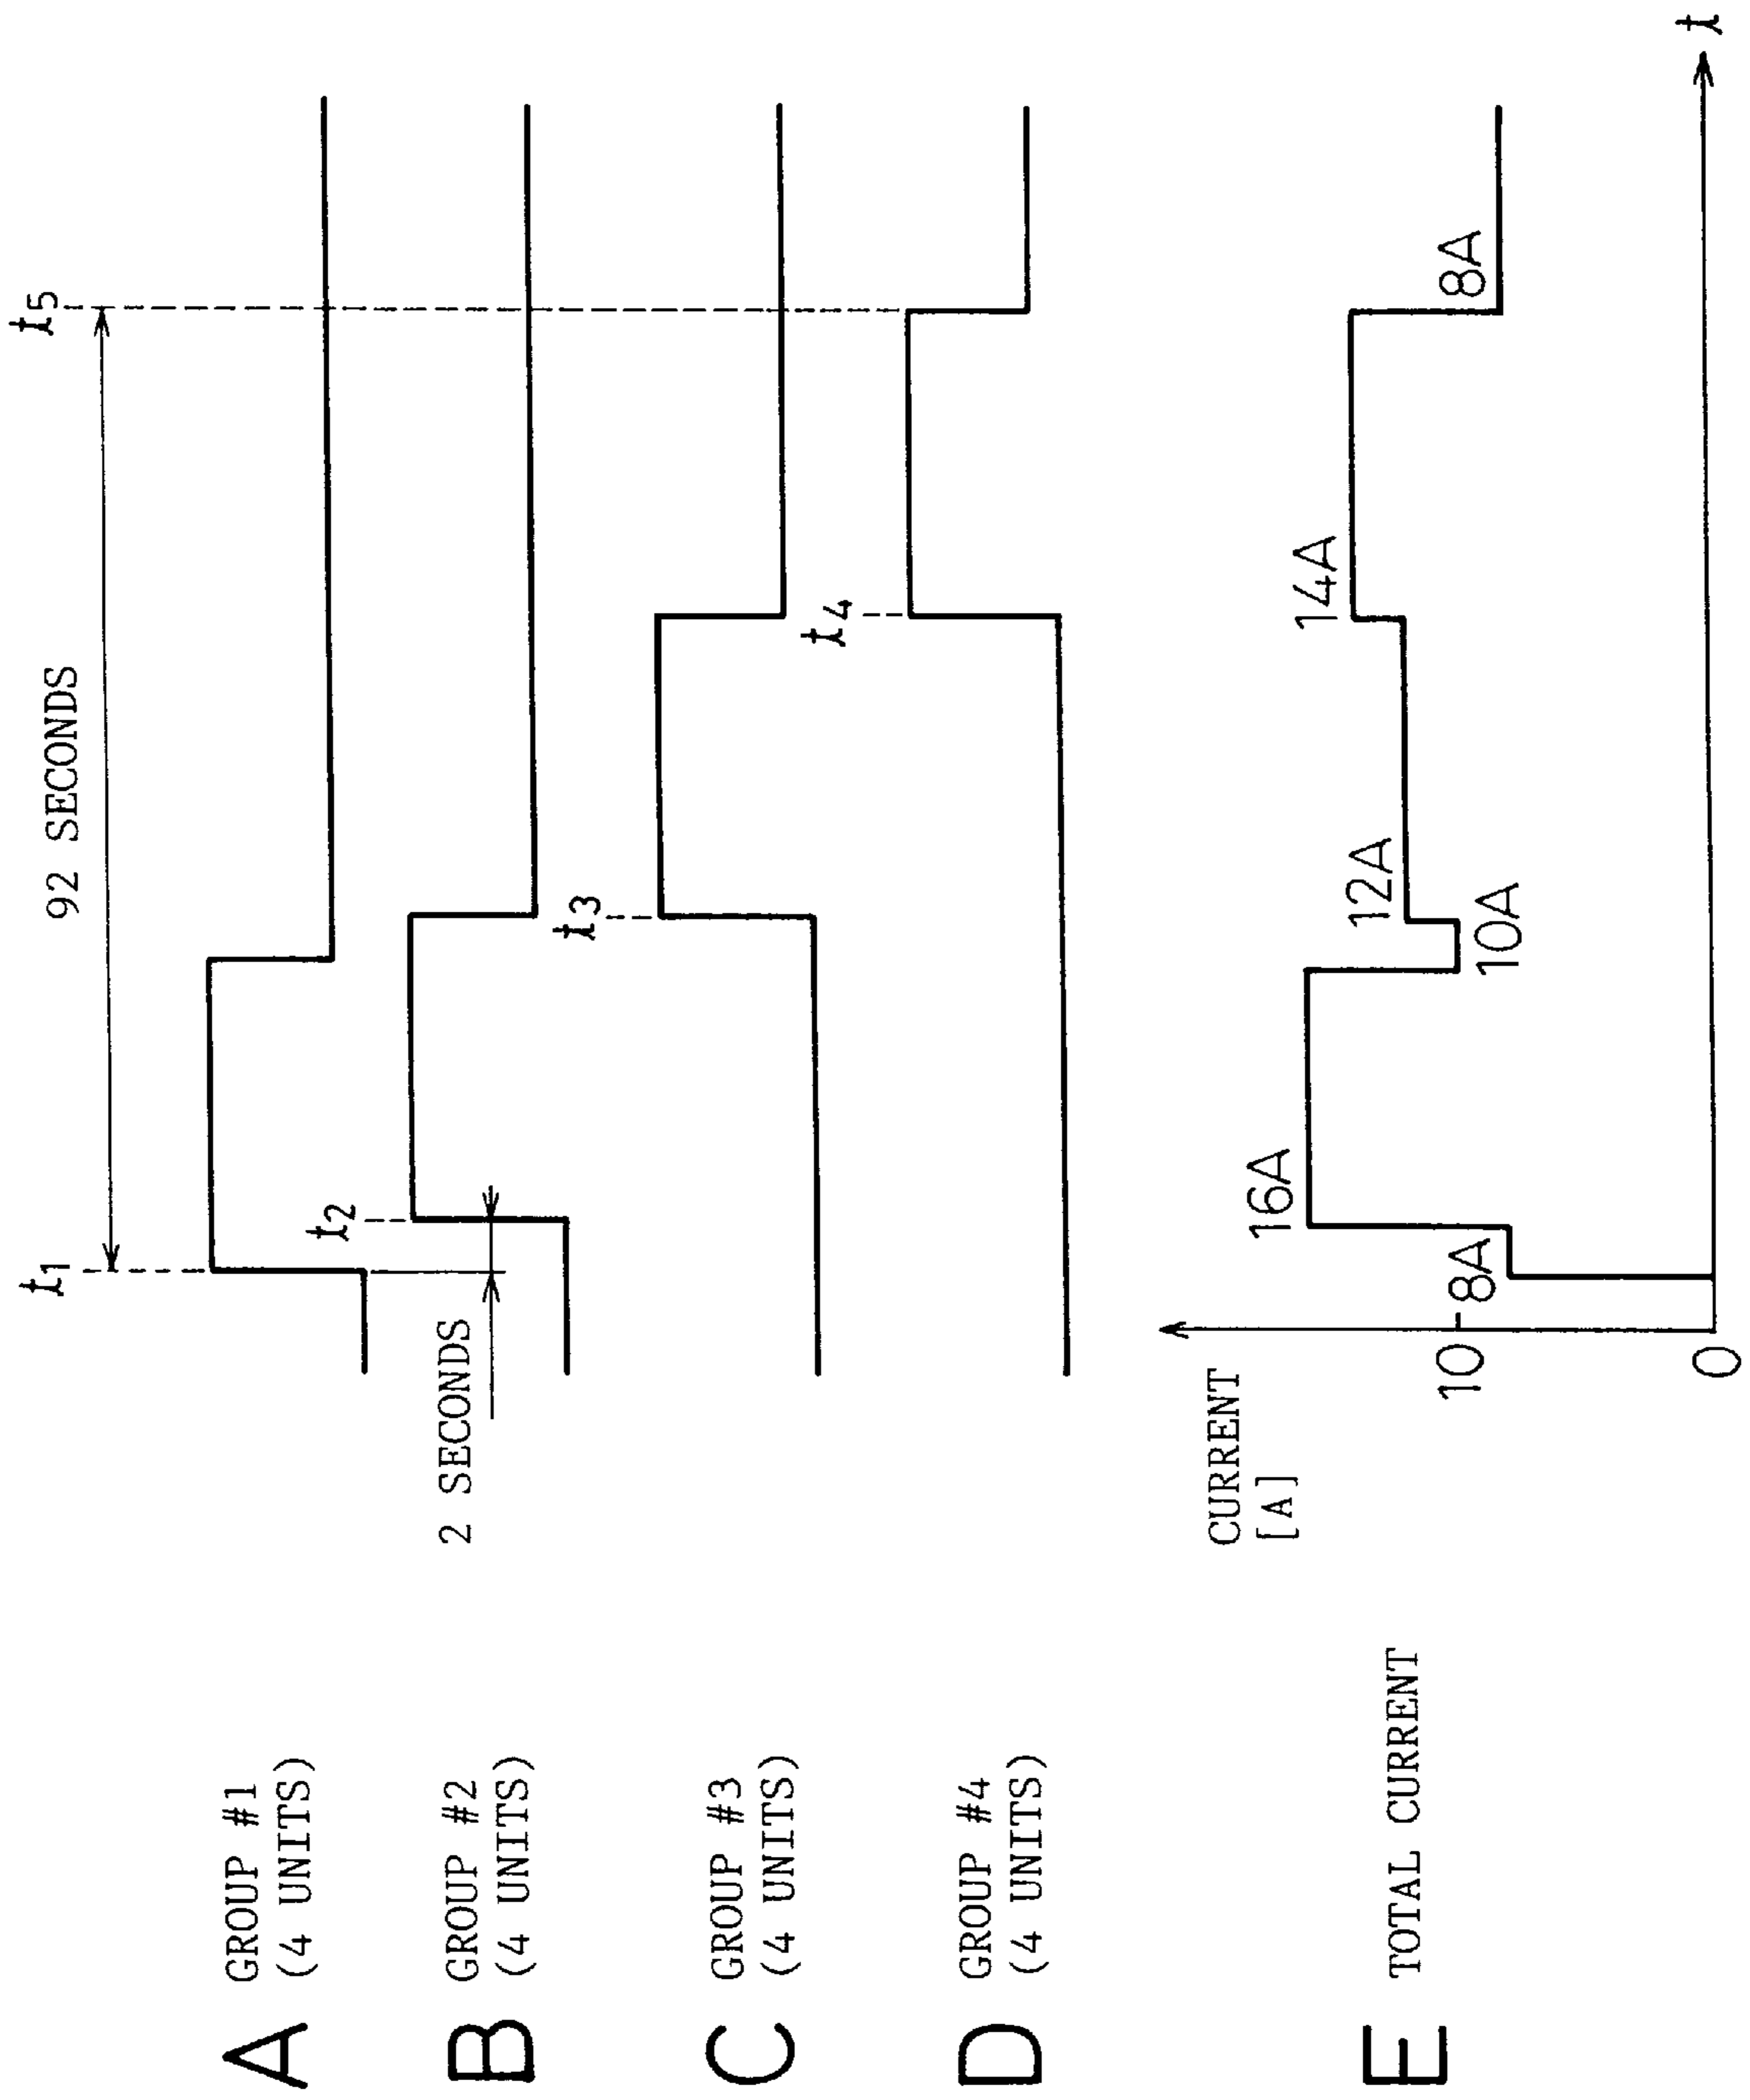 t1
92 SECONDS
t5
A GROUP #1
(4 UNITS)
t2
B GROUP #2
(4 UNITS)
2 SECONDS
t3
C GROUP #3
(4 UNITS)
t4
D GROUP #4
(4 UNITS)
CURRENT
[A]
16A
14A
12A
10A
8A
8A
10
E TOTAL CURRENT
0
t